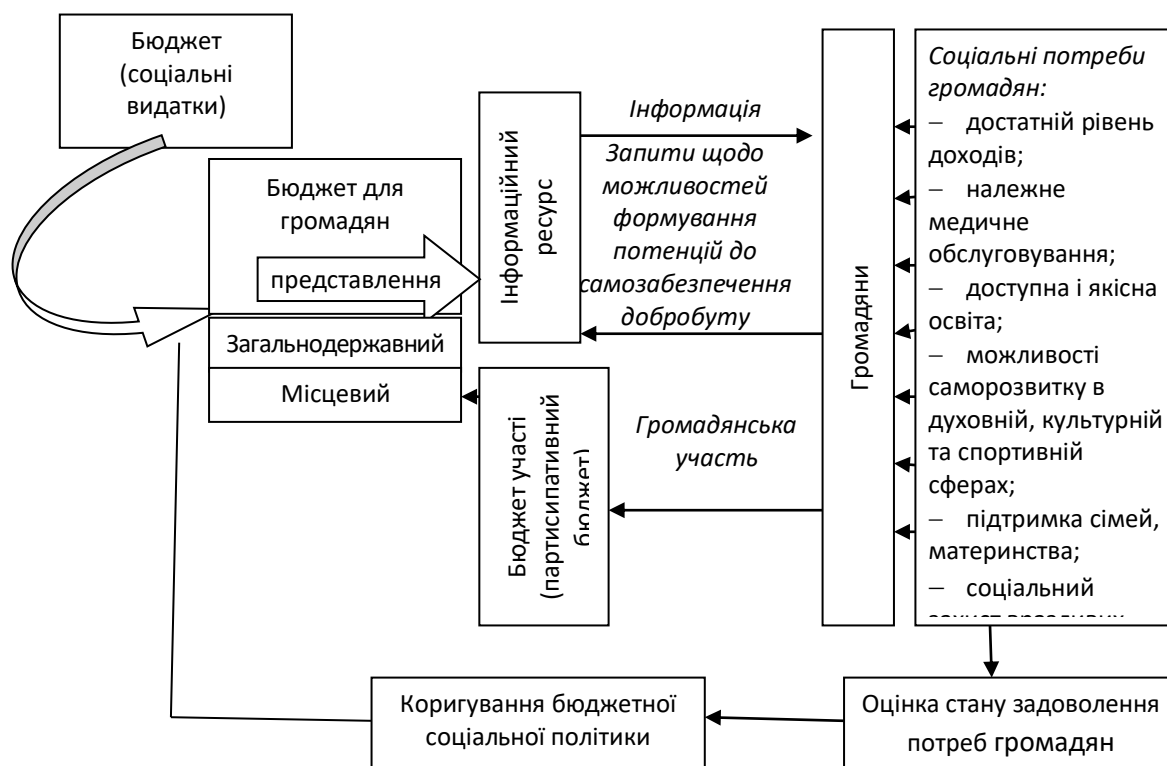 Бюджет
(соціальні
видатки)
Бюджет для
громадян
представлення
Загальнодержавний
Місцевий
Інформаційний
ресурс
Інформація
Запити щодо
можливостей
формування
потенцій до
самозабезпечення
добробуту
Бюджет участі
(партисипативний
бюджет)
Громадянська
участь
Громадяни
Соціальні потреби
громадян:
− достатній рівень
доходів;
− належне
медичне
обслуговування;
− доступна і якісна
освіта;
− можливості
саморозвитку в
духовній, культурній
та спортивній
сферах;
− підтримка сімей,
материнства;
− соціальний
захист вразливих
Коригування бюджетної
соціальної політики
Оцінка стану задоволення
потреб громадян